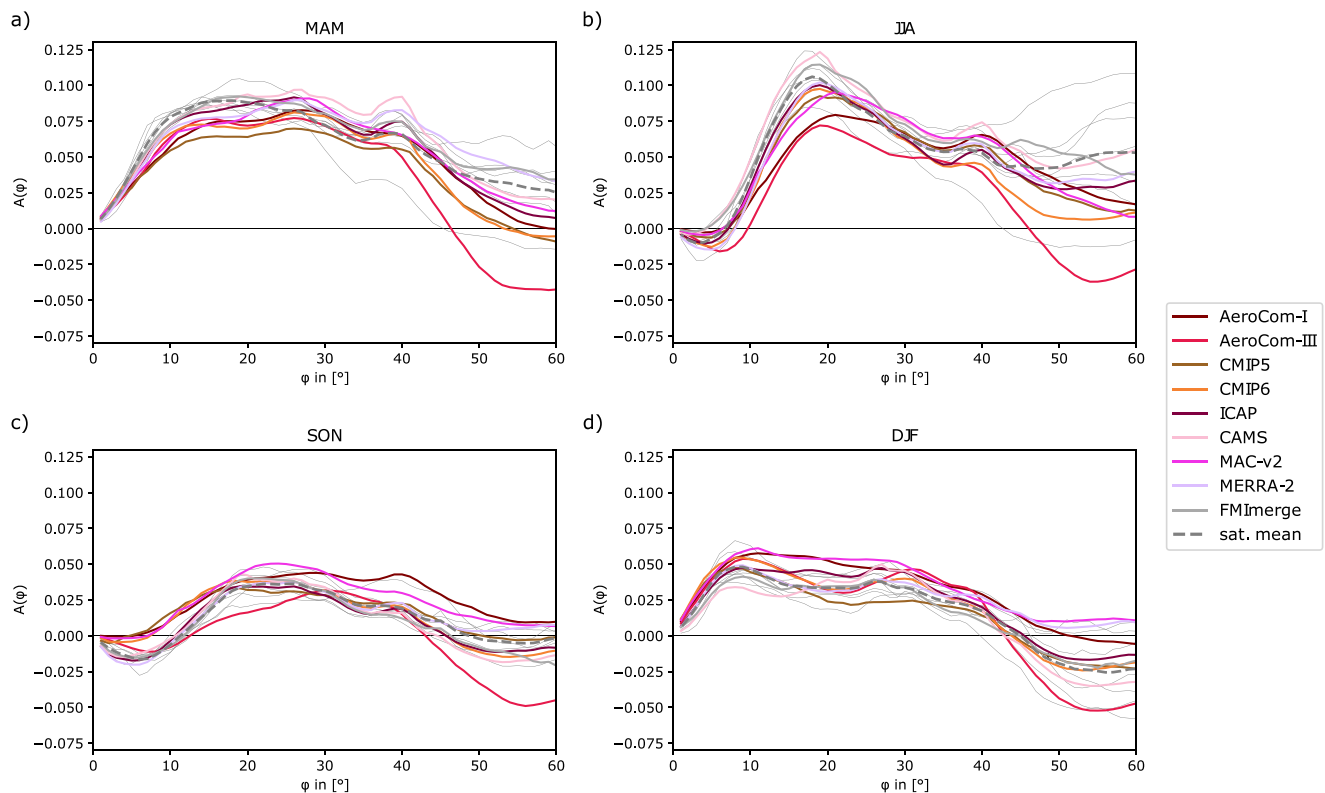 a)
MAM
A(φ)
0.125
0.100
0.075
0.050
0.025
0.000
−0.025
−0.050
−0.075
0 10 20 30 40 50 60
φ in [°]
b)
JJA
A(φ)
0.125
0.100
0.075
0.050
0.025
0.000
−0.025
−0.050
−0.075
0 10 20 30 40 50 60
φ in [°]
c)
SON
A(φ)
0.125
0.100
0.075
0.050
0.025
0.000
−0.025
−0.050
−0.075
0 10 20 30 40 50 60
φ in [°]
d)
DJF
A(φ)
0.125
0.100
0.075
0.050
0.025
0.000
−0.025
−0.050
−0.075
0 10 20 30 40 50 60
φ in [°]
AeroCom-I
AeroCom-III
CMIP5
CMIP6
ICAP
CAMS
MAC-v2
MERRA-2
FMImerge
sat. mean